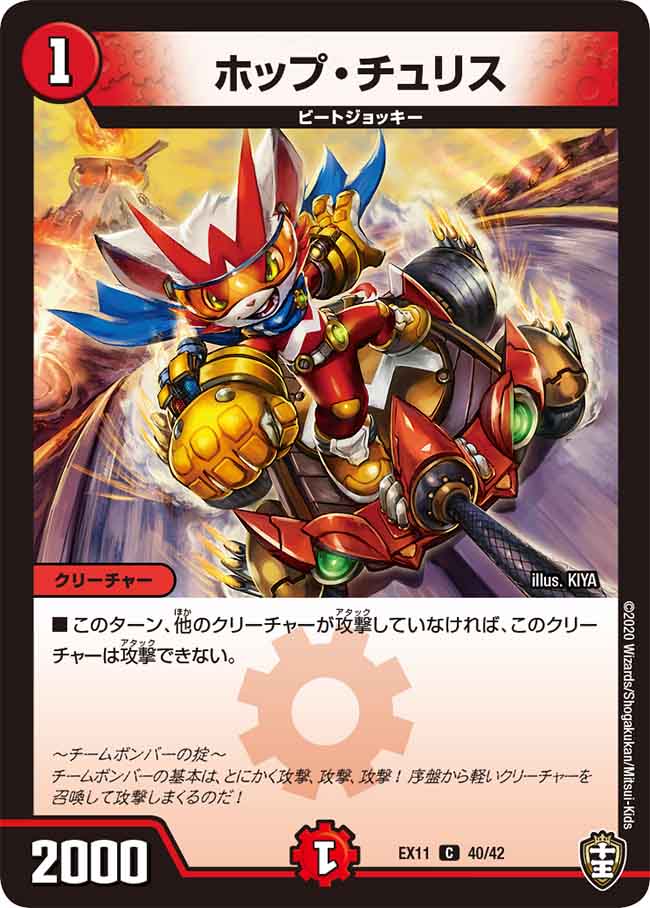 1
ホップ・チュリス
ビートジョッキー
クリーチャー
illus. KIYA
■このターン、他のクリーチャーが攻撃していなければ、このクリー
チャーは攻撃できない。
~チームボンバーの掟~
チームボンバーの基本は、とにかく攻撃、攻撃、攻撃! 序盤から軽いクリーチャーを
召喚して攻撃しまくるのだ!
©2020 Wizards/Shogakukan/Mitsui-Kids
2000
1
EX11 C 40/42
王